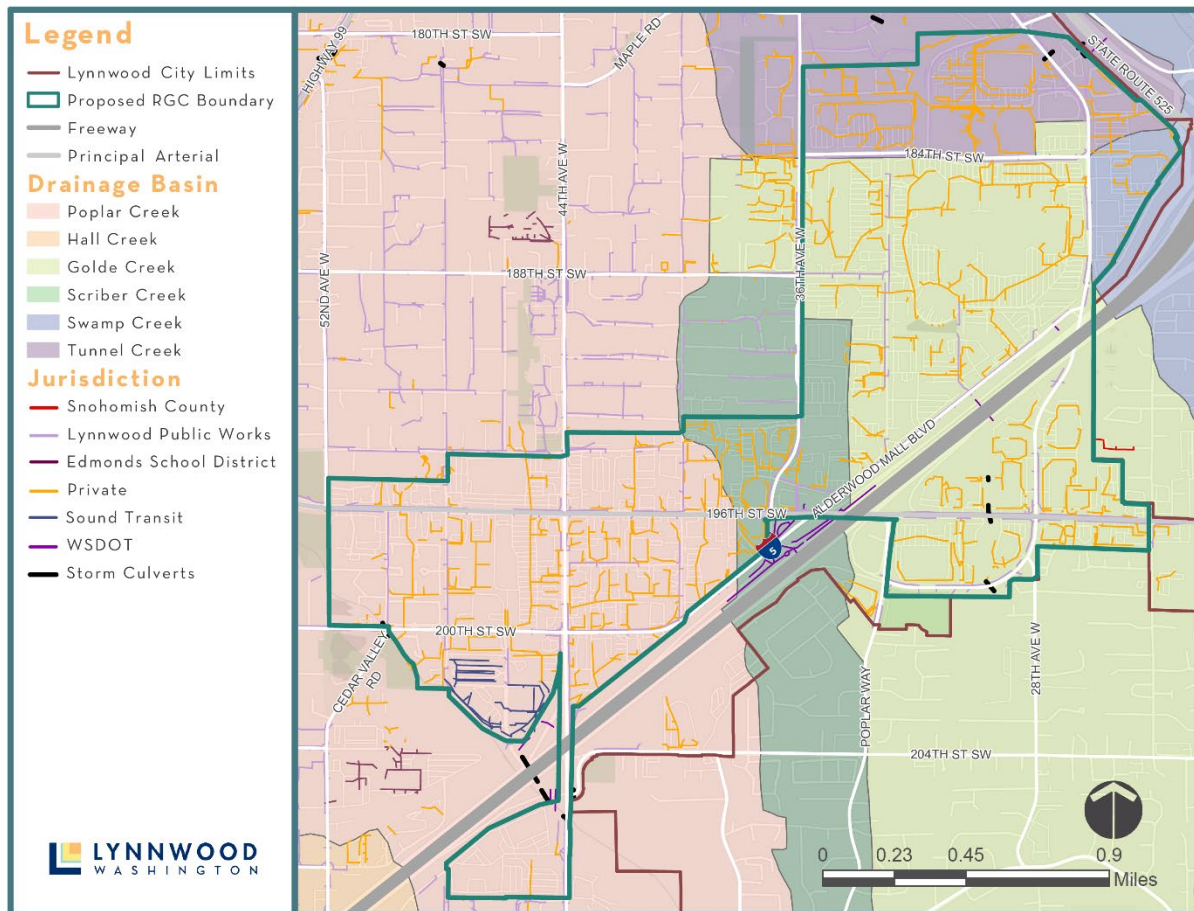 Legend
Lynnwood City Limits
Proposed RGC Boundary
Freeway
Principal Arterial
Drainage Basin
Poplar Creek
Hall Creek
Golde Creek
Scriber Creek
Swamp Creek
Tunnel Creek
Jurisdiction
Snohomish County
Lynnwood Public Works
Edmonds School District
Private
Sound Transit
WSDOT
Storm Culverts
LYNNWOOD
WASHINGTON
180TH ST SW
HIGHWAY 99
MAPLE RD
STATE ROUTE 525
184TH ST SW
44TH AVE W
36TH AVE W
188TH ST SW
52ND AVE W
ALDERWOOD MALL BLVD
196TH ST SW
5
200TH ST SW
CEDAR VALLEY
RD
POPLAR WAY
28TH AVE W
204TH ST SW
0 0.23 0.45 0.9
Miles